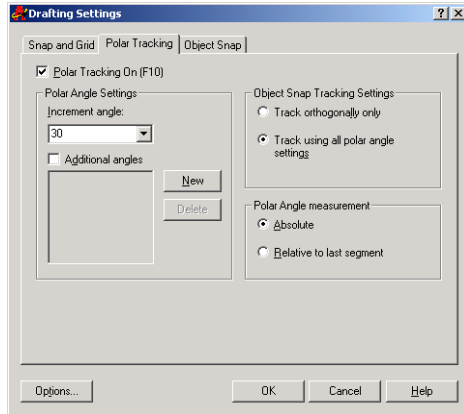 Drafting Settings
Snap and Grid
Polar Tracking
Object Snap
Polar Tracking On (F10)
Polar Angle Settings
Increment angle:
30
Additional angles
New
Delete
Object Snap Tracking Settings
Track orthogonally only
Track using all polar angle
settings
Polar Angle measurement
Absolute
Relative to last segment
Options...
OK
Cancel
Help